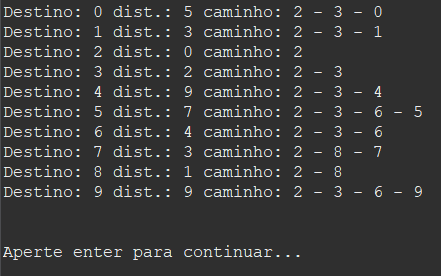 Destino: 0 dist.: 5 caminho: 2 - 3 - 0
Destino: 1 dist.: 3 caminho: 2 - 3 - 1
Destino: 2 dist.: 0 caminho: 2
Destino: 3 dist.: 2 caminho: 2 - 3
Destino: 4 dist.: 9 caminho: 2 - 3 - 4
Destino: 5 dist.: 7 caminho: 2 - 3 - 6 - 5
Destino: 6 dist.: 4 caminho: 2 - 3 - 6
Destino: 7 dist.: 3 caminho: 2 - 8 - 7
Destino: 8 dist.: 1 caminho: 2 - 8
Destino: 9 dist.: 9 caminho: 2 - 3 - 6 - 9
Aperte enter para continuar...